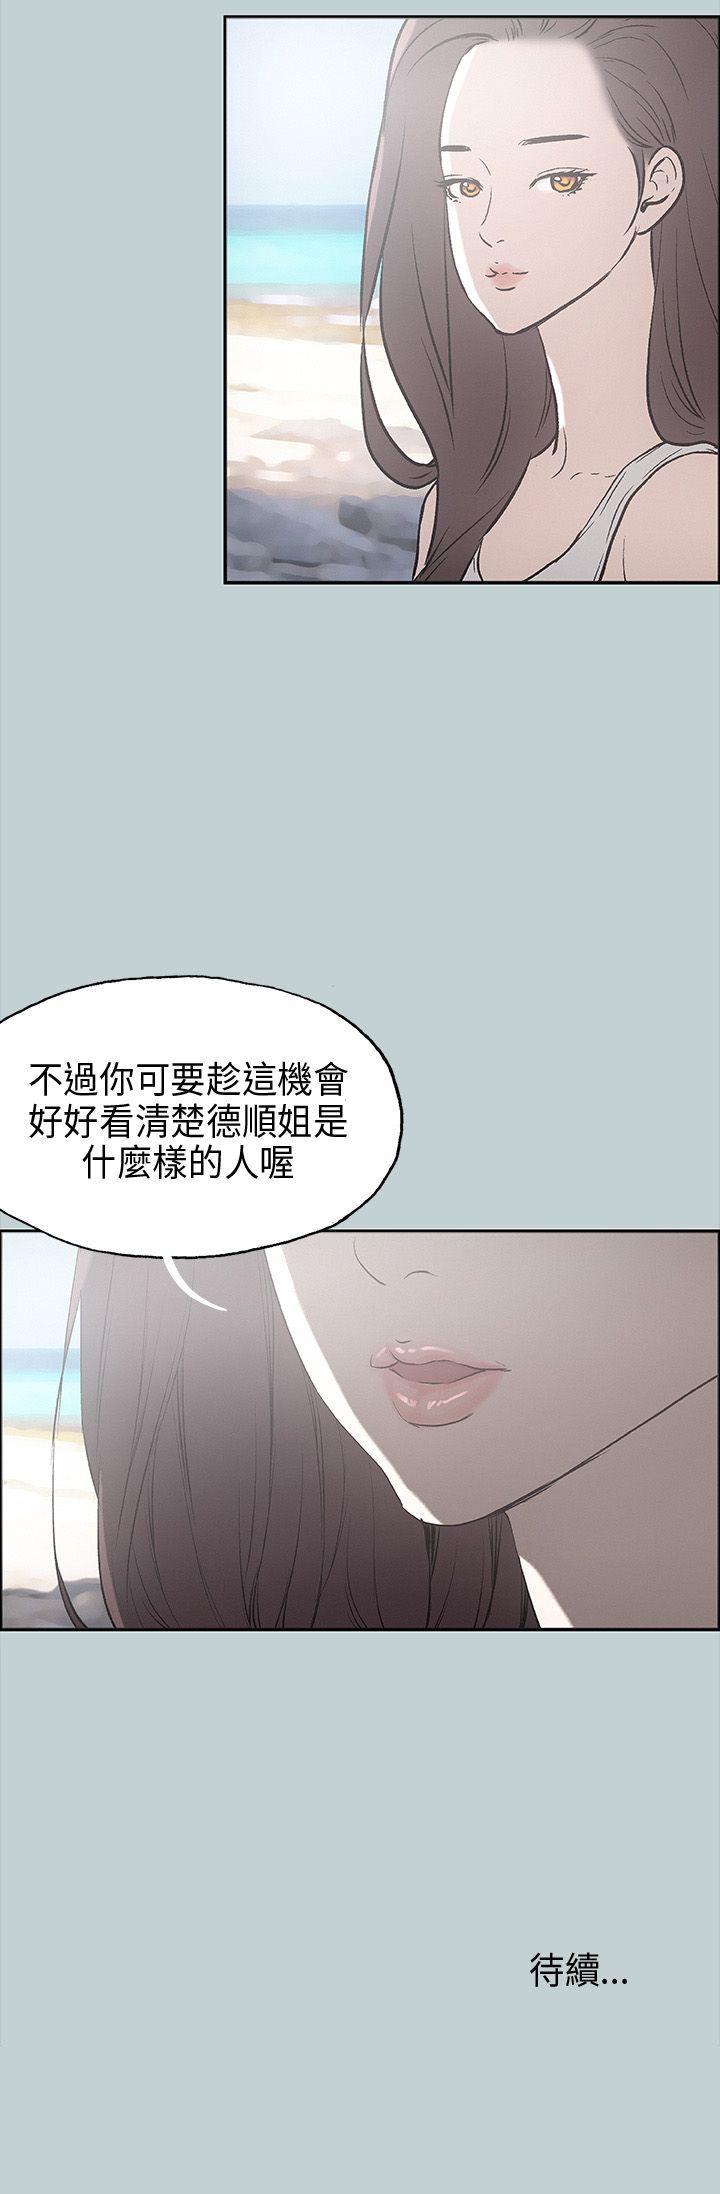 不過你可要趁這機會
好好看清楚德順姐是
什麼樣的人喔
待續...